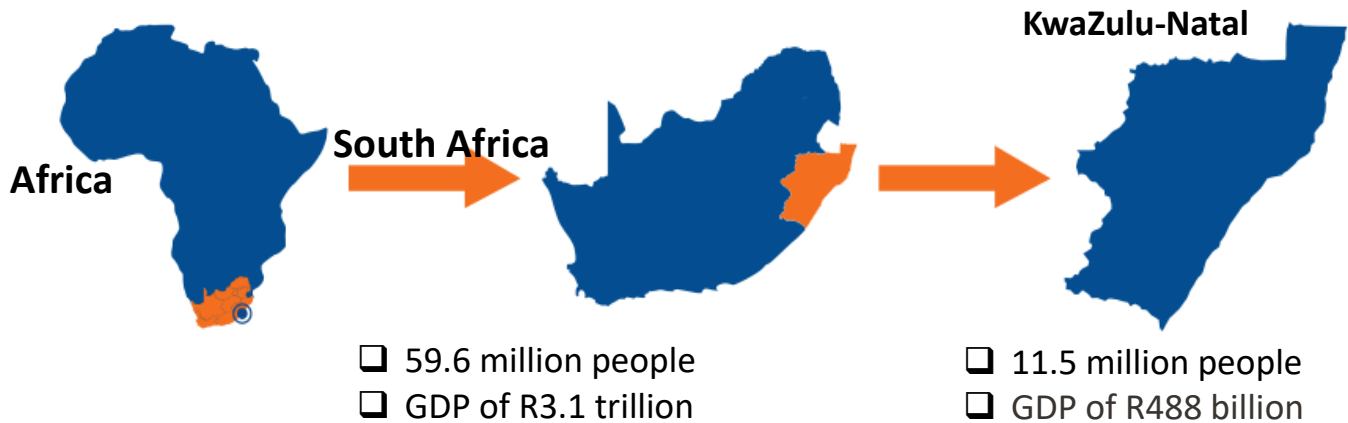 KwaZulu-Natal
South Africa
Africa
59.6 million people
GDP of R3.1 trillion
11.5 million people
GDP of R488 billion